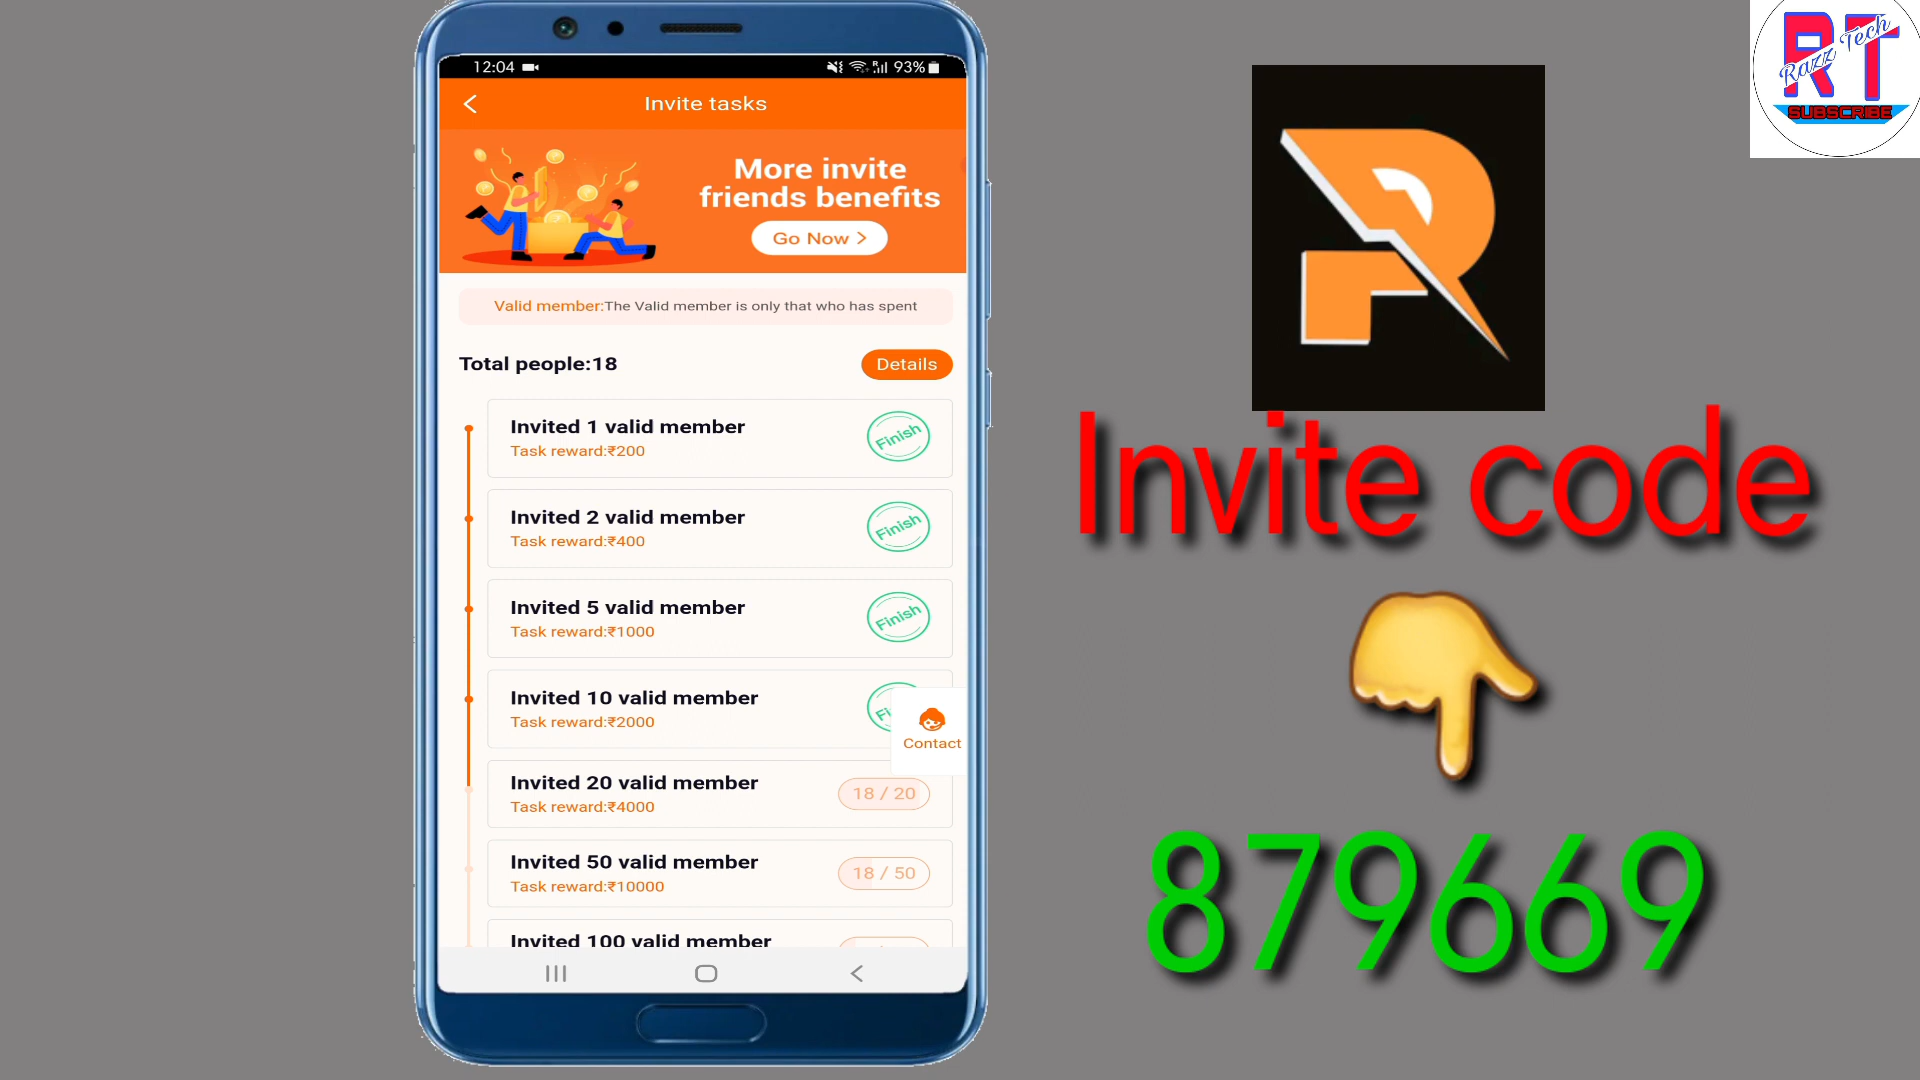 12:04
93%
Invite tasks
More invite
friends benefits
Go Now >
Valid member:The Valid member is only that who has spent
Total people:18
Details
Invited 1 valid member
Task reward:₹200
Finish
Invited 2 valid member
Task reward:₹400
Finish
Invited 5 valid member
Task reward:₹1000
Finish
Invited 10 valid member
Task reward:₹2000
Fi
Contact
Invited 20 valid member
Task reward:₹4000
18 / 20
Invited 50 valid member
Task reward:₹10000
18 / 50
Invited 100 valid member
RT
Razz Tech
SUBSCRIBE
Invite code
879669